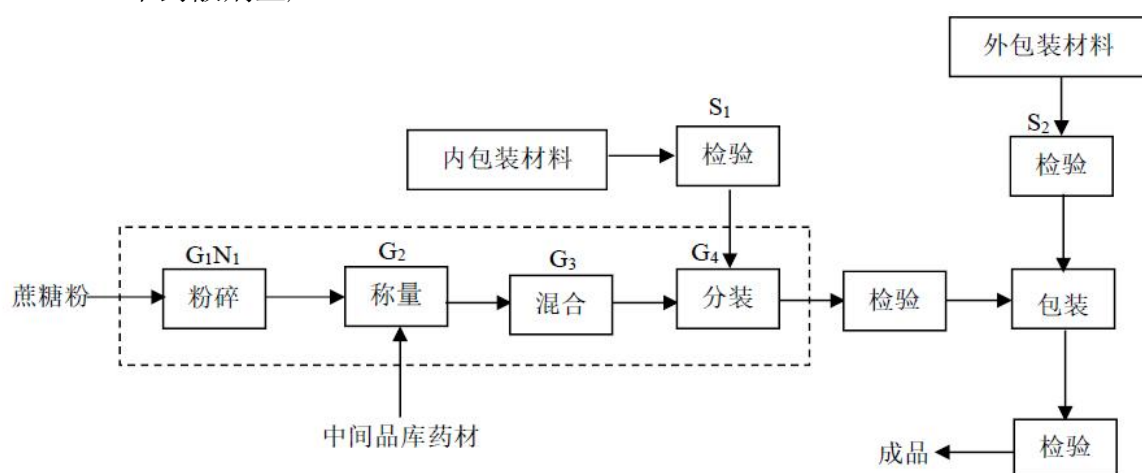 外包装材料
S₁
S₂
内包装材料
检验
检验
G₁N₁
G₂
G₃
G₄
蔗糖粉
粉碎
称量
混合
分装
检验
包装
中间品库药材
成品
检验